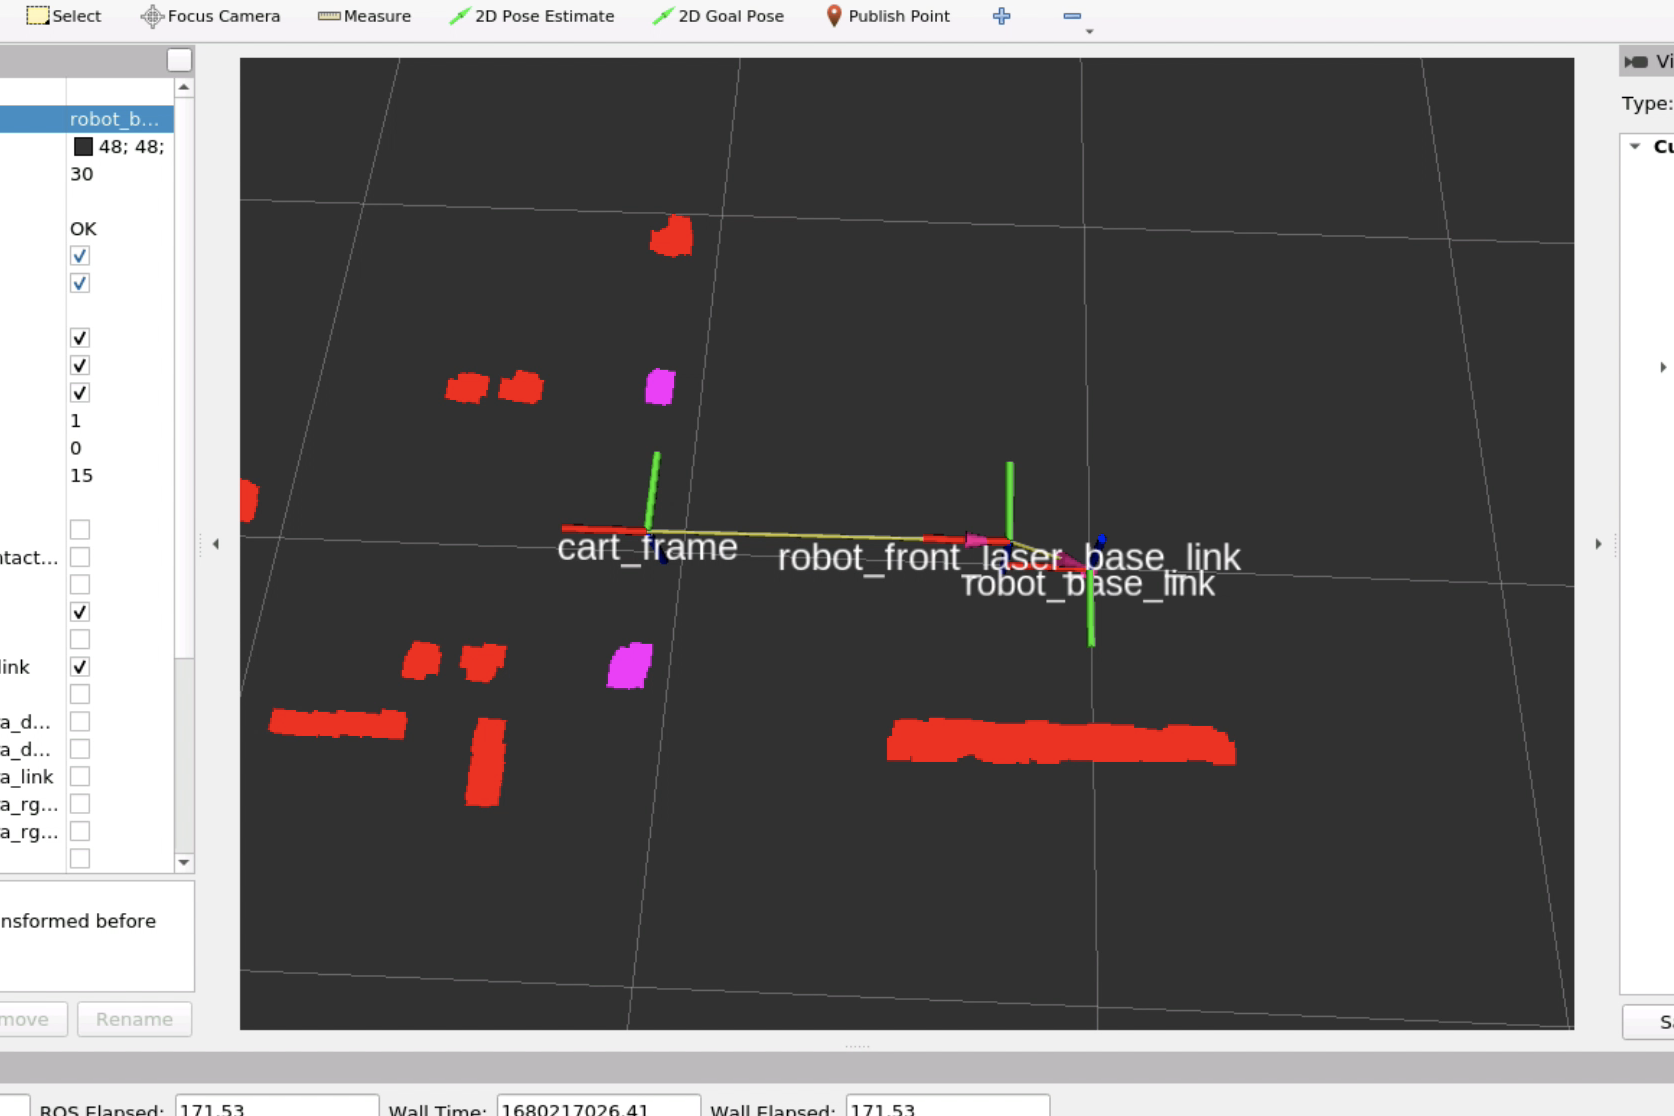 Select Focus Camera Measure 2D Pose Estimate 2D Goal Pose Publish Point
Vi
Type:
robot_b...
48; 48;
Cu
30
OK
1
0
15
cart_frame
robot_front_laser_base_link
ntact...
robot_base_link
link
a_d...
a_d...
a_link
a_rg...
a_rg...
nsformed before
move Rename
Sa
ROS Elapsed: 171.53 Wall Time: 1680217026.41 Wall Elapsed: 171.53